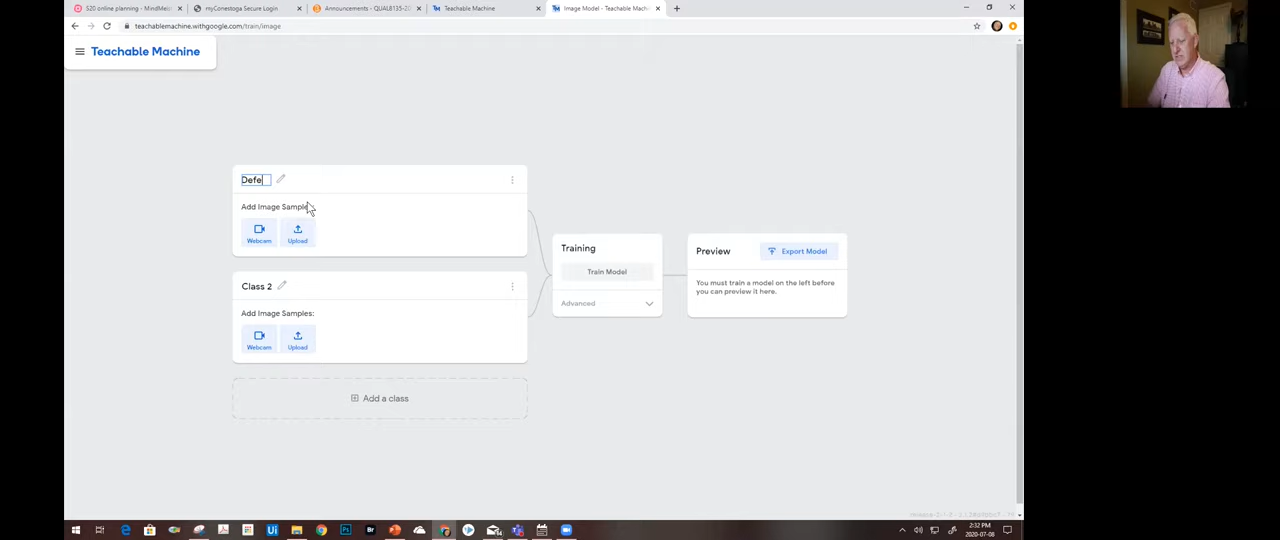 S20 online planning - MindMeis
myConestoga Secure Login
Announcements - QUAL8135-20
Teachable Machine
Image Model - Teachable Machi
teachablemachine.withgoogle.com/train/image
Teachable Machine
Defe
Add Image Sample
Webcam
Upload
Class 2
Add Image Samples:
Webcam
Upload
Add a class
Training
Train Model
Advanced
Preview
Export Model
You must train a model on the left before
you can preview it here.
2:32 PM
2020-07-08